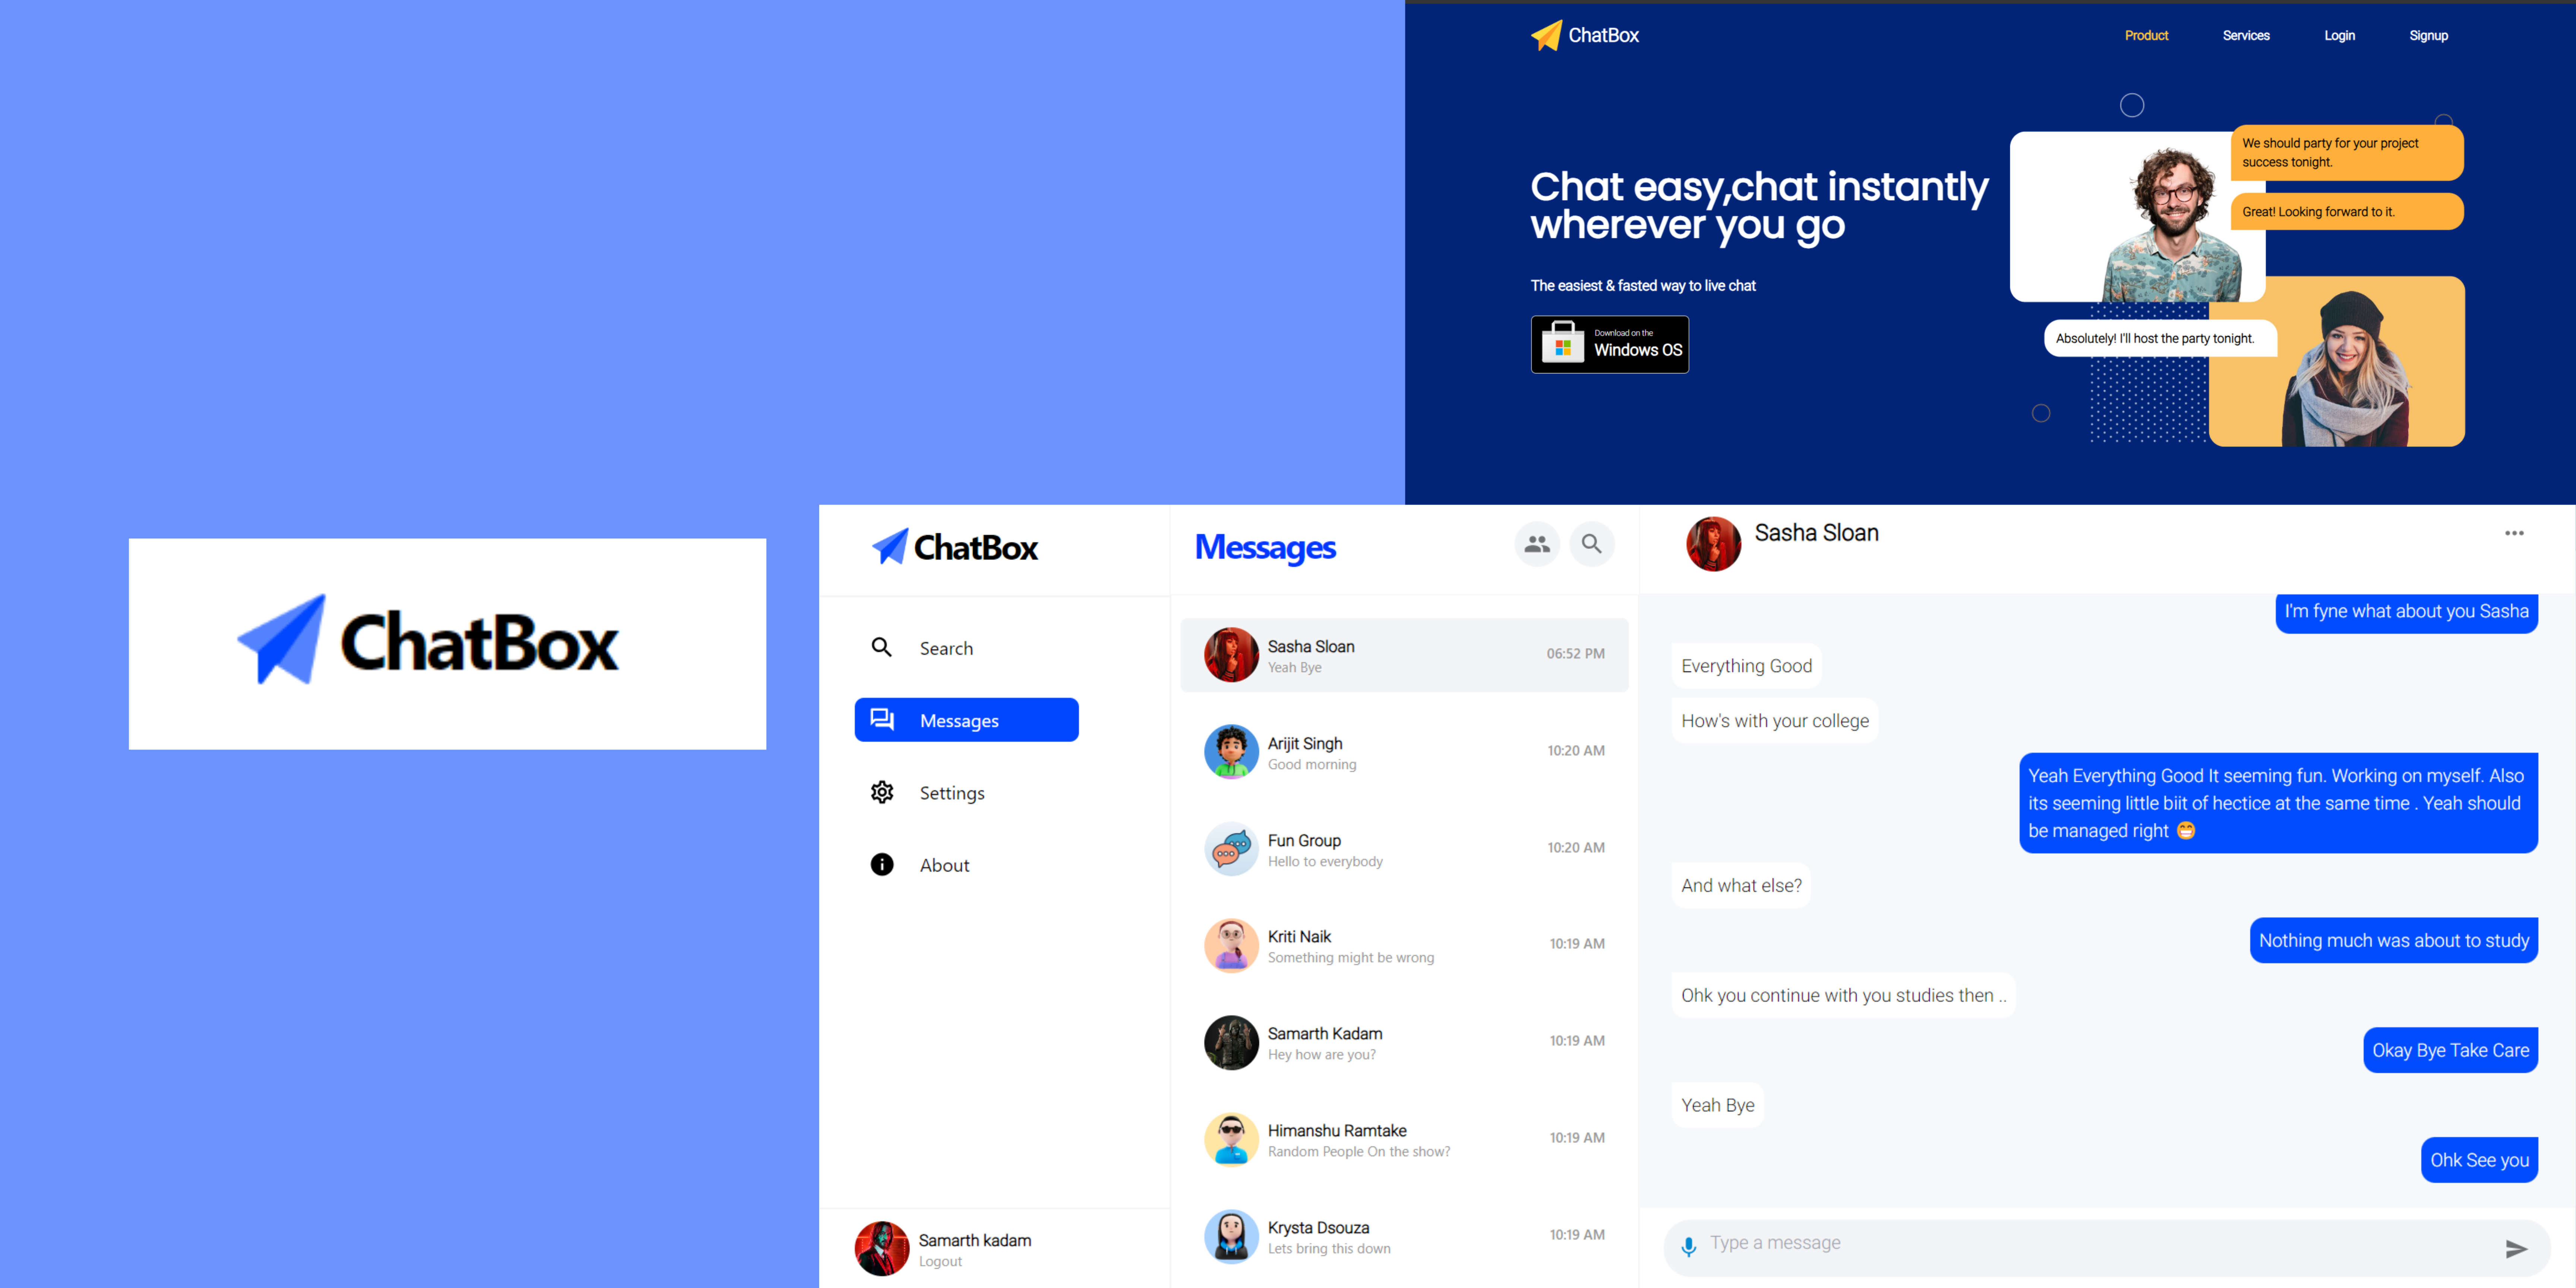 ChatBox
Product
Services
Login
Signup
Chat easy,chat instantly
wherever you go
The easiest & fasted way to live chat
Download on the
Windows OS
We should party for your project
success tonight.
Great! Looking forward to it.
Absolutely! I'll host the party tonight.
ChatBox
ChatBox
Search
Messages
Settings
About
Samarth kadam
Logout
Messages
Sasha Sloan
Yeah Bye
06:52 PM
Arijit Singh
Good morning
10:20 AM
Fun Group
Hello to everybody
10:20 AM
Kriti Naik
Something might be wrong
10:19 AM
Samarth Kadam
Hey how are you?
10:19 AM
Himanshu Ramtake
Random People On the show?
10:19 AM
Krysta Dsouza
Lets bring this down
10:19 AM
Sasha Sloan
I'm fyne what about you Sasha
Everything Good
How's with your college
Yeah Everything Good It seeming fun. Working on myself. Also
its seeming little biit of hectice at the same time . Yeah should
be managed right 😁
And what else?
Nothing much was about to study
Ohk you continue with you studies then ..
Okay Bye Take Care
Yeah Bye
Ohk See you
Type a message